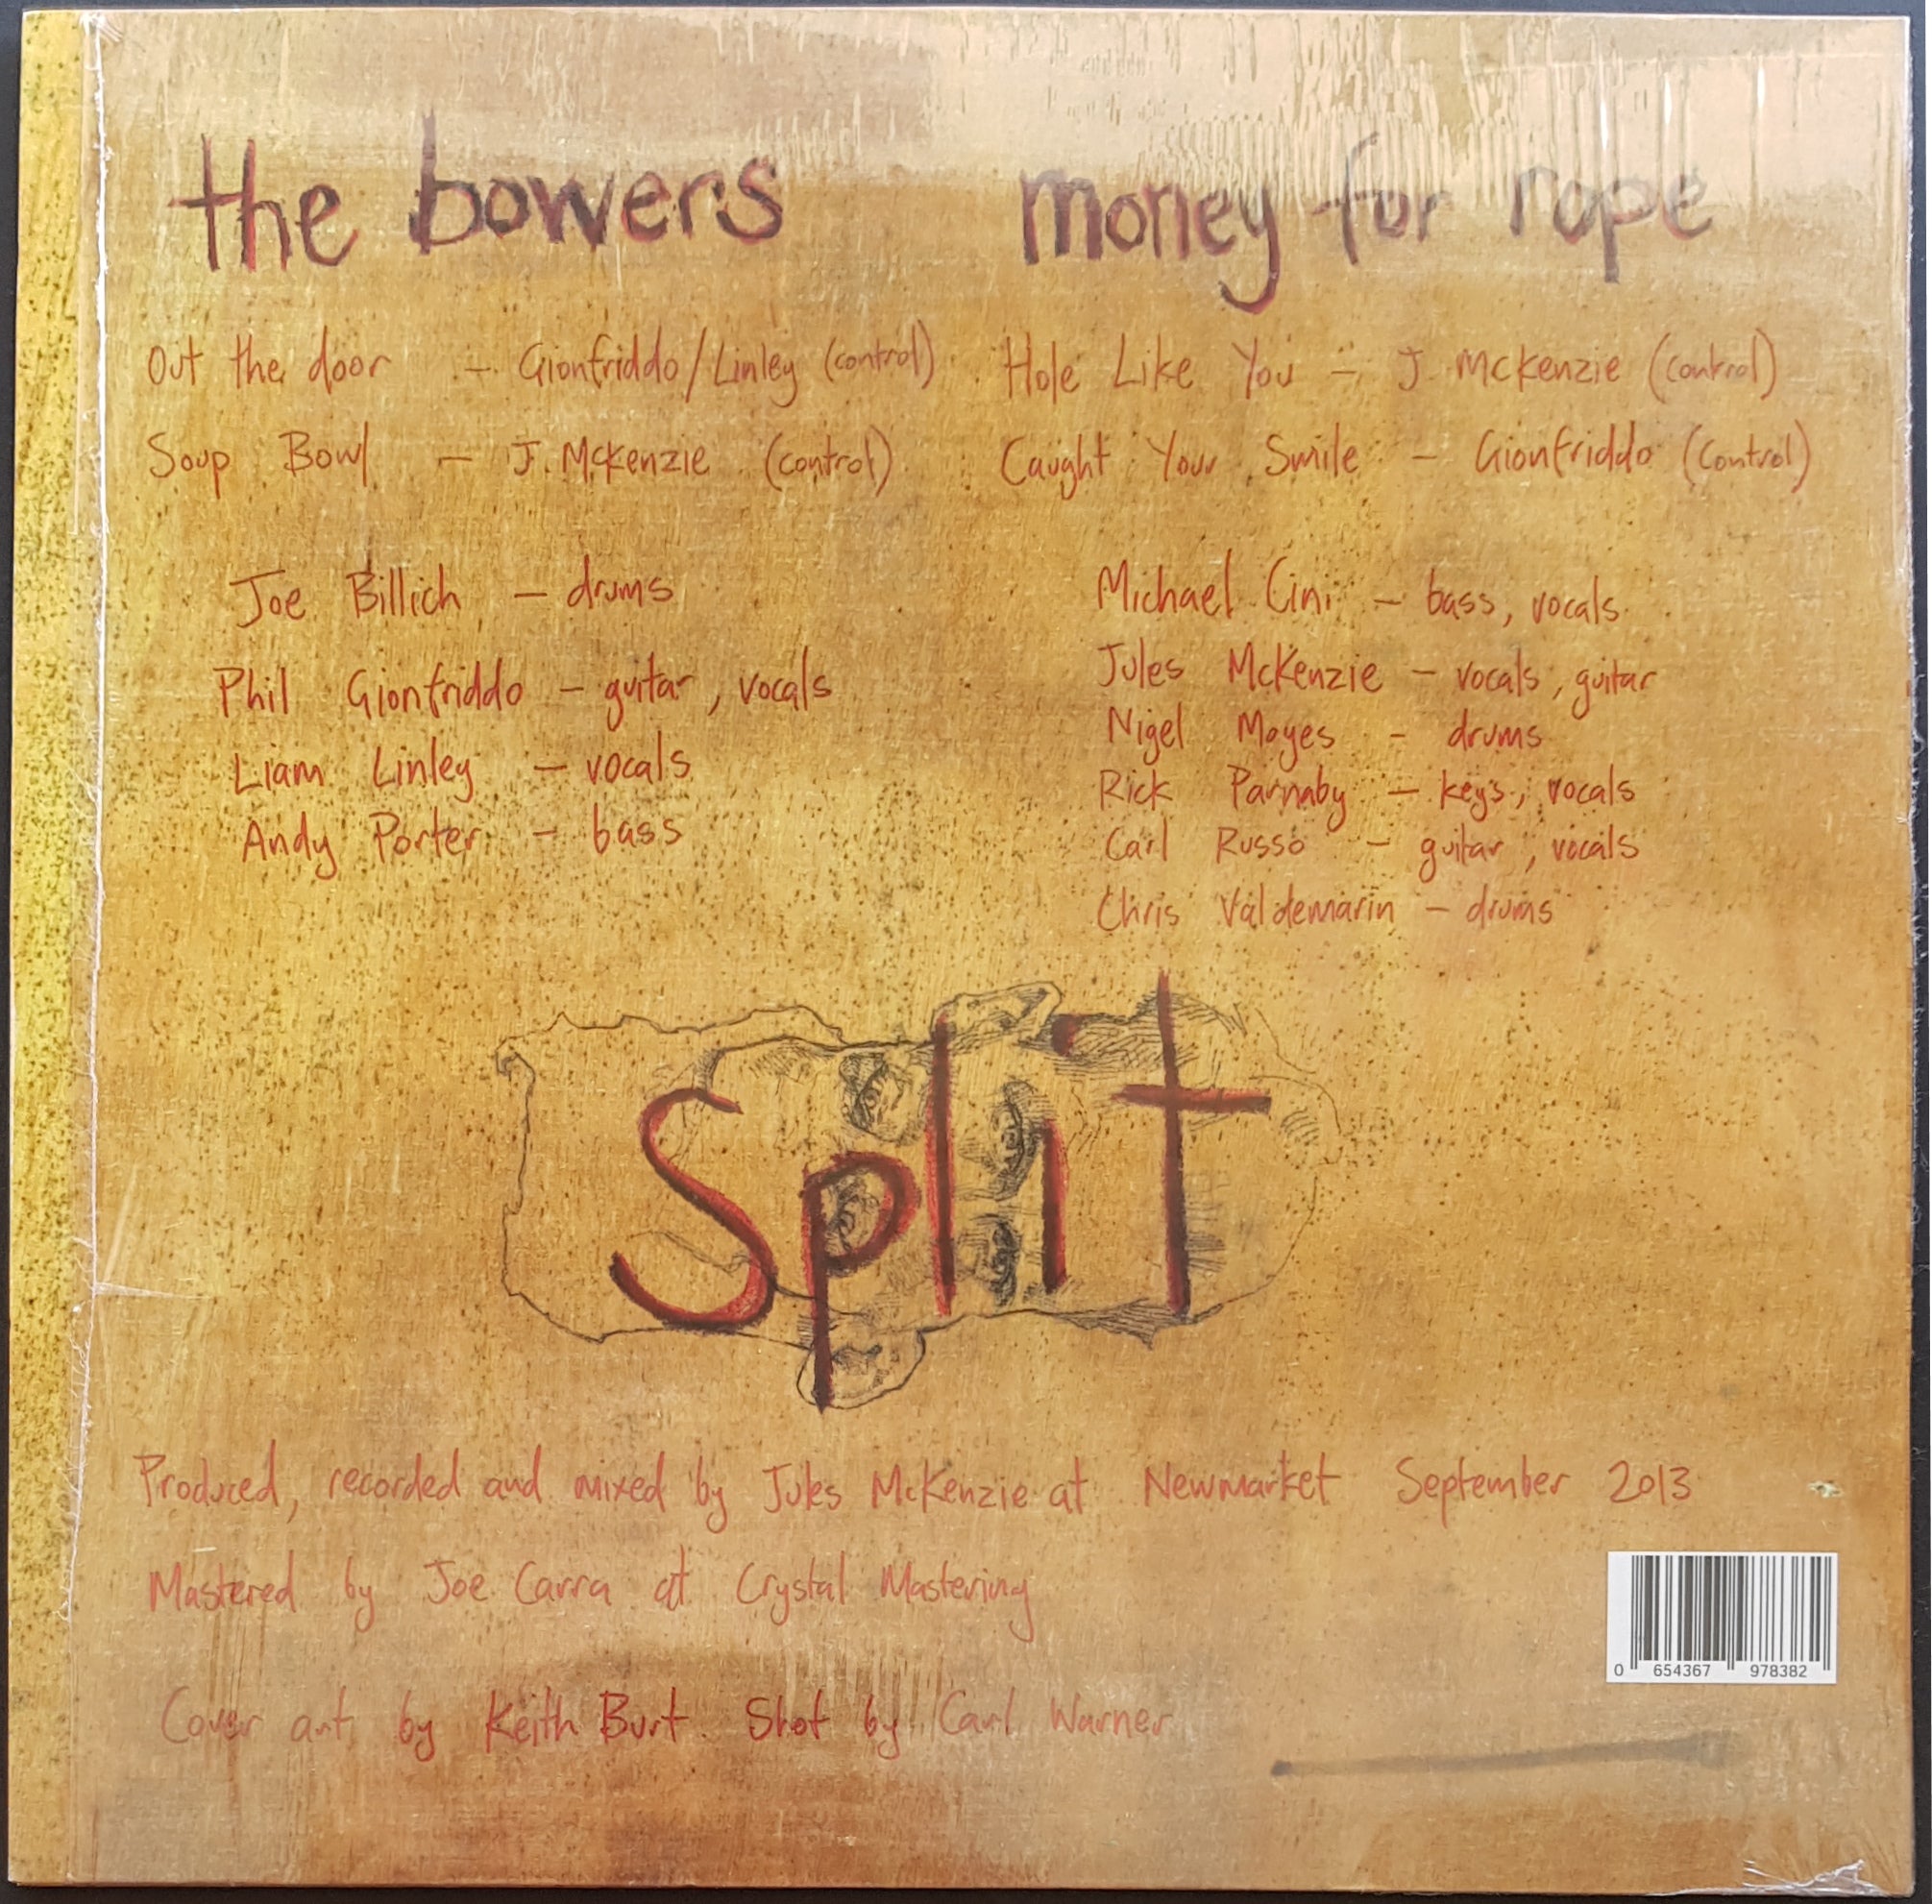 the bowers
Out the door - Gionfriddo/Linley (control)
Soup Bowl - J. McKenzie (control)
Joe Billich - drums
Phil Gionfriddo - guitar, vocals
Liam Linley - vocals
Andy Porter - bass
money for rope
Hole Like You - J McKenzie (control)
Caught Your Smile - Gionfriddo (control)
Michael Cini - bass, vocals
Jules McKenzie - vocals, guitar
Nigel Moyes - drums
Rick Parnaby - keys, vocals
Carl Russo - guitar, vocals
Chris Valdemarin - drums
Split
Produced, recorded and mixed by Jules McKenzie at Newmarket September 2013
Mastered by Joe Carra at Crystal Mastering
Cover art by Keith Burt. Shot by Carl Warner
0 654367 978382